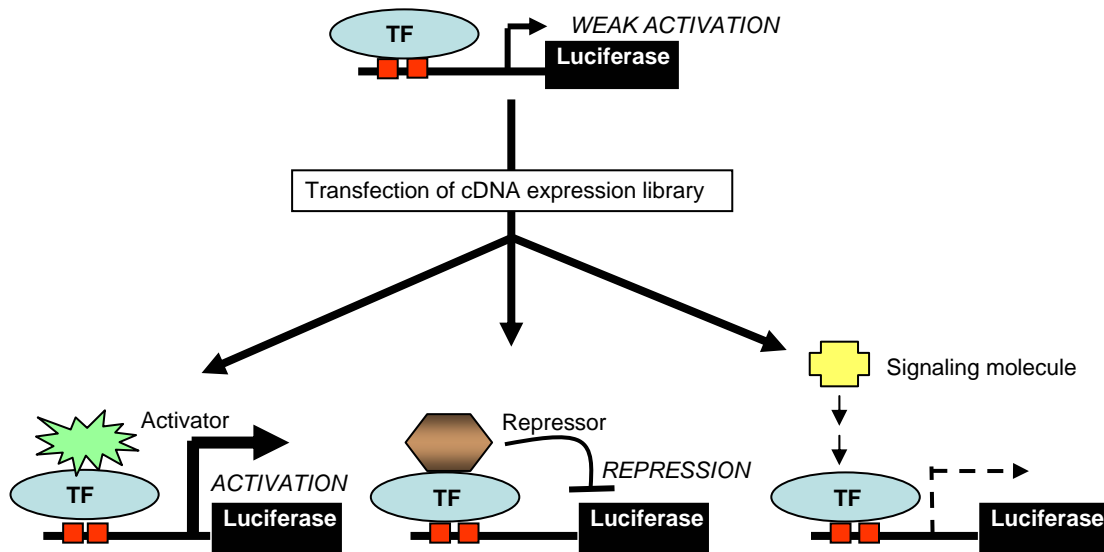 WEAK ACTIVATION
TF
Luciferase
Transfection of cDNA expression library
Signaling molecule
Activator
Repressor
ACTIVATION
REPRESSION
TF
TF
TF
Luciferase
Luciferase
Luciferase